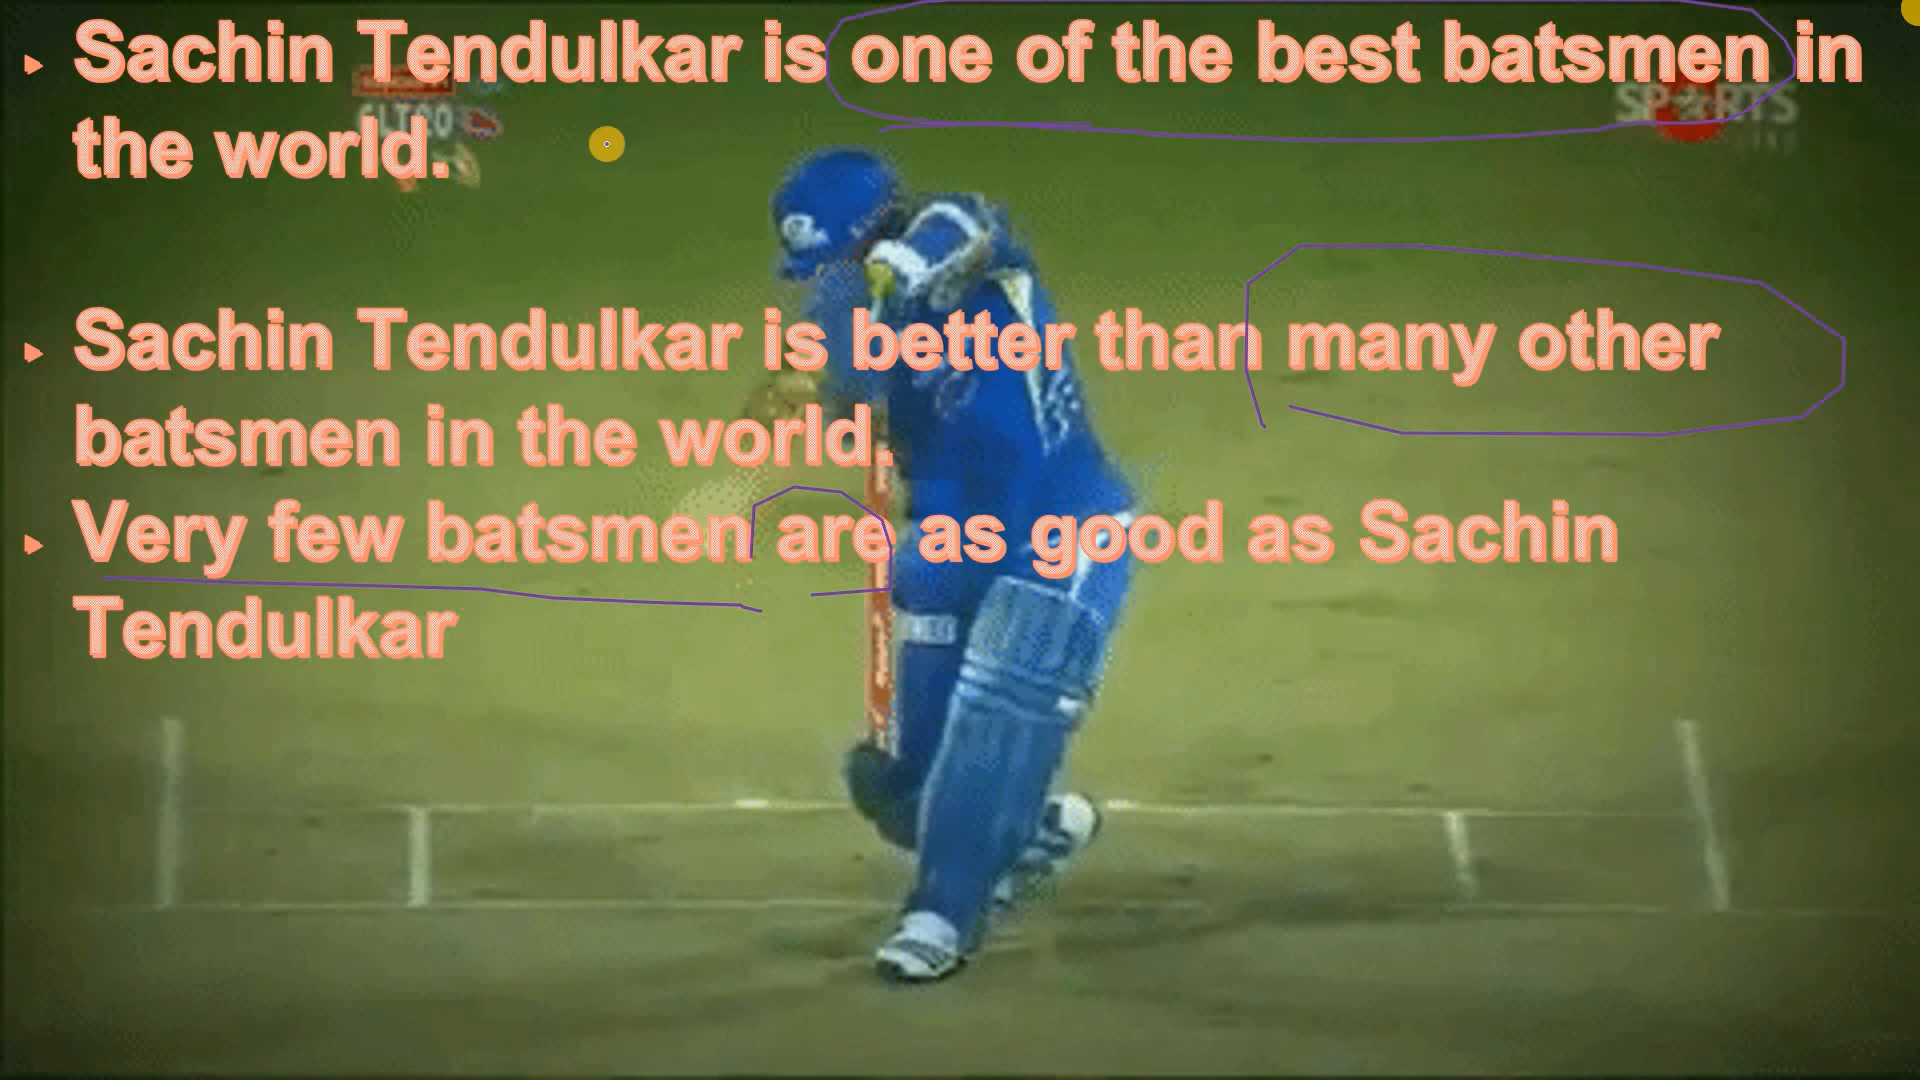 Sachin Tendulkar is one of the best batsmen in
the world.
SPORTS
Sachin Tendulkar is better than many other
batsmen in the world.
Very few batsmen are as good as Sachin
Tendulkar